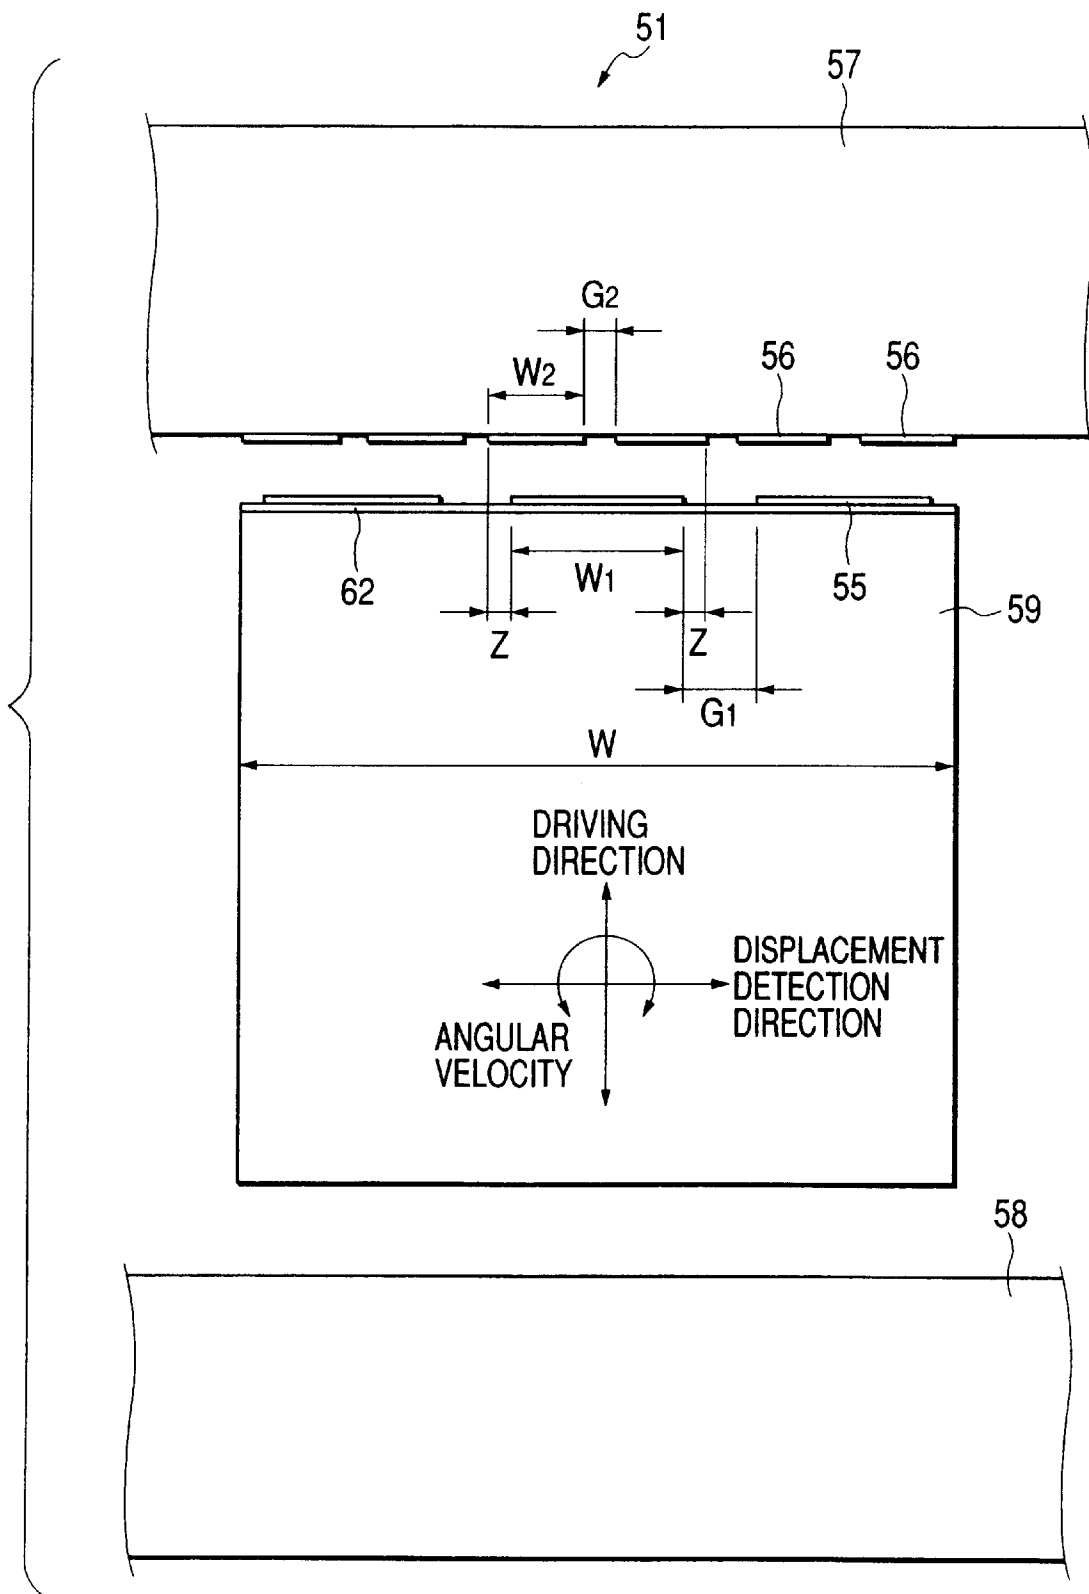 51
57
G2
56
56
W2
62
W1
55
59
Z
Z
G1
W
DRIVING
DIRECTION
DISPLACEMENT
DETECTION
DIRECTION
ANGULAR
VELOCITY
58